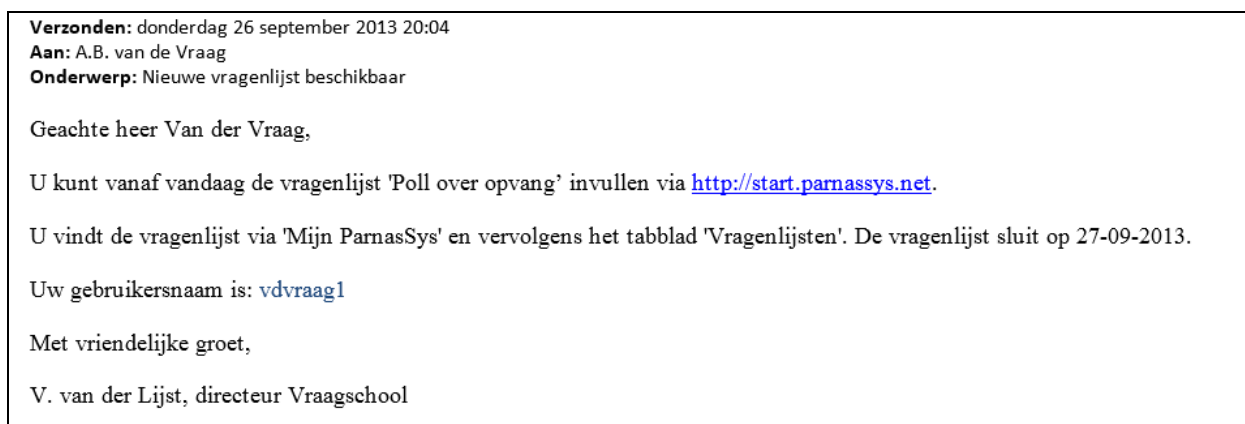 Verzonden: donderdag 26 september 2013 20:04
Aan: A.B. van de Vraag
Onderwerp: Nieuwe vragenlijst beschikbaar
Geachte heer Van der Vraag,
U kunt vanaf vandaag de vragenlijst 'Poll over opvang’ invullen via http://start.parnassys.net.
U vindt de vragenlijst via 'Mijn ParnasSys' en vervolgens het tabblad 'Vragenlijsten'. De vragenlijst sluit op 27-09-2013.
Uw gebruikersnaam is: vdvraag1
Met vriendelijke groet,
V. van der Lijst, directeur Vraagschool